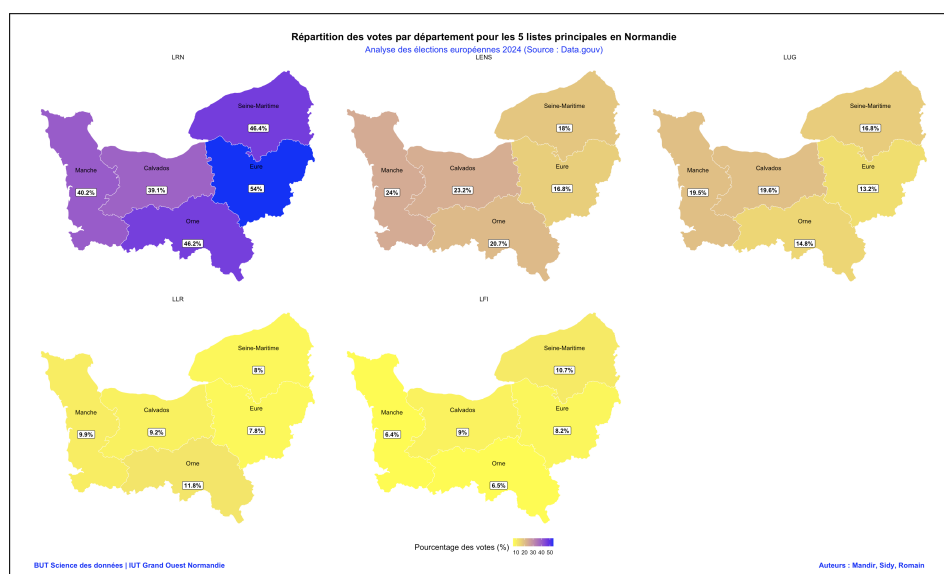 Répartition des votes par département pour les 5 listes principales en Normandie
Analyse des élections européennes 2024 (Source : Data.gouv)
LRN
Seine-Maritime
46.4%
Manche
40.2%
Calvados
39.1%
Eure
54%
Orne
46.2%
LENS
Seine-Maritime
18%
Manche
24%
Calvados
23.2%
Eure
16.8%
Orne
20.7%
LUG
Seine-Maritime
16.8%
Manche
19.5%
Calvados
19.6%
Eure
13.2%
Orne
14.8%
LLR
Seine-Maritime
8%
Manche
9.9%
Calvados
9.2%
Eure
7.8%
Orne
11.8%
LFI
Seine-Maritime
10.7%
Manche
6.4%
Calvados
9%
Eure
8.2%
Orne
6.5%
Pourcentage des votes (%)
10 20 30 40 50
BUT Science des données | IUT Grand Ouest Normandie
Auteurs : Mandir, Sidy, Romain